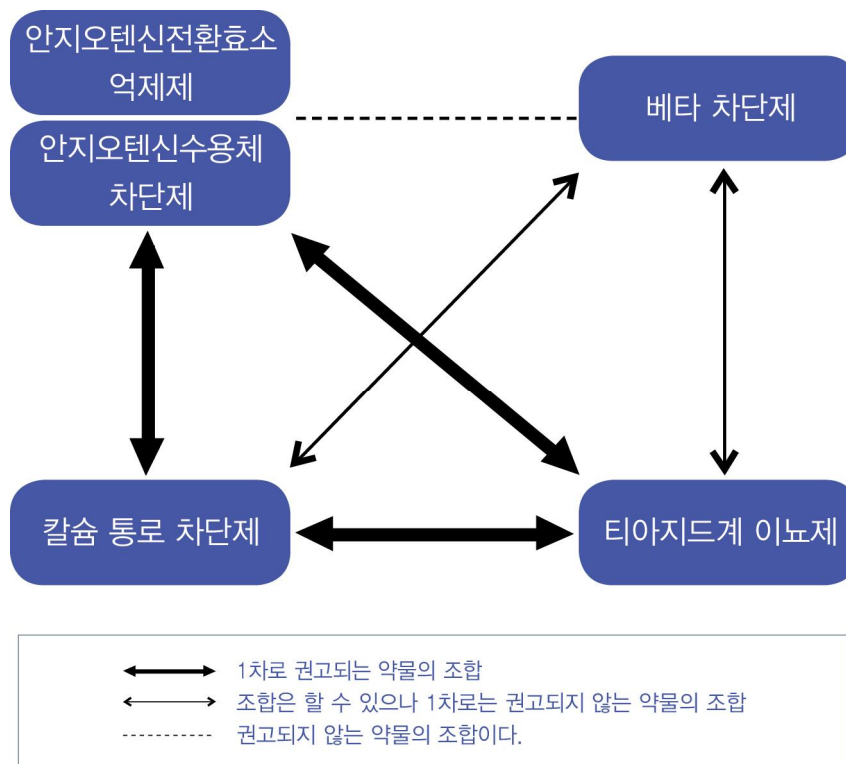 안지오텐신전환효소
억제제
안지오텐신수용체
차단제
베타 차단제
칼슘 통로 차단제
티아지드계 이뇨제
1차로 권고되는 약물의 조합
조합은 할 수 있으나 1차로는 권고되지 않는 약물의 조합
권고되지 않는 약물의 조합이다.